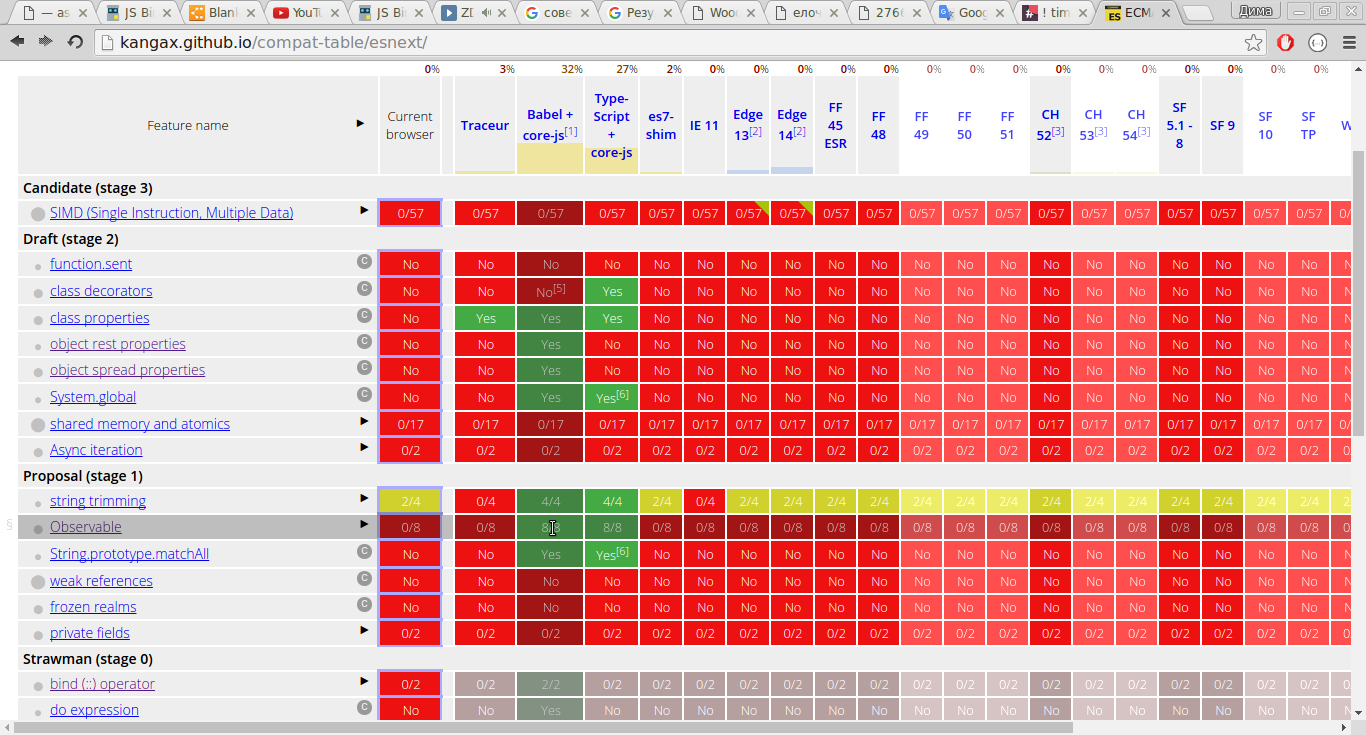 — as JS Bi Blank YouTu JS Bi ZD сове Резу Woo елоч 2768 Goog ! tim ECM Дима
kangax.github.io/compat-table/esnext/
0% 3% 32% 27% 2% 0% 0% 0% 0% 0% 0% 0% 0% 0% 0% 0% 0% 0% 0% 0%
Feature name ► Current browser Traceur Babel + core-js[1] Type-Script + core-js es7-shim IE 11 Edge 13[2] Edge 14[2] FF 45 ESR FF 48 FF 49 FF 50 FF 51 CH 52[3] CH 53[3] CH 54[3] SF 5.1 - 8 SF 9 SF 10 SF TP W
Candidate (stage 3)
SIMD (Single Instruction, Multiple Data) ► 0/57 0/57 0/57 0/57 0/57 0/57 0/57 0/57 0/57 0/57 0/57 0/57 0/57 0/57 0/57 0/57 0/57 0/57 0/57 0/57 0/
Draft (stage 2)
function.sent C No No No No No No No No No No No No No No No No No No No No
class decorators C No No No[5] Yes No No No No No No No No No No No No No No No No
class properties C No Yes Yes Yes No No No No No No No No No No No No No No No No
object rest properties C No No Yes No No No No No No No No No No No No No No No No No
object spread properties C No No Yes No No No No No No No No No No No No No No No No No
System.global C No No Yes Yes[6] No No No No No No No No No No No No No No No No
shared memory and atomics ► 0/17 0/17 0/17 0/17 0/17 0/17 0/17 0/17 0/17 0/17 0/17 0/17 0/17 0/17 0/17 0/17 0/17 0/17 0/17 0/17 0/
Async iteration ► 0/2 0/2 0/2 0/2 0/2 0/2 0/2 0/2 0/2 0/2 0/2 0/2 0/2 0/2 0/2 0/2 0/2 0/2 0/2 0/2 0/
Proposal (stage 1)
string trimming ► 2/4 0/4 4/4 4/4 2/4 0/4 2/4 2/4 2/4 2/4 2/4 2/4 2/4 2/4 2/4 2/4 2/4 2/4 2/4 2/4 2/
§ Observable ► 0/8 0/8 8/8 8/8 0/8 0/8 0/8 0/8 0/8 0/8 0/8 0/8 0/8 0/8 0/8 0/8 0/8 0/8 0/8 0/8 0/
String.prototype.matchAll C No No Yes Yes[6] No No No No No No No No No No No No No No No No
weak references C No No No No No No No No No No No No No No No No No No No No
frozen realms C No No No No No No No No No No No No No No No No No No No No
private fields ► 0/2 0/2 0/2 0/2 0/2 0/2 0/2 0/2 0/2 0/2 0/2 0/2 0/2 0/2 0/2 0/2 0/2 0/2 0/2 0/2 0/
Strawman (stage 0)
bind (::) operator ► 0/2 0/2 2/2 0/2 0/2 0/2 0/2 0/2 0/2 0/2 0/2 0/2 0/2 0/2 0/2 0/2 0/2 0/2 0/2 0/2 0/
do expression C No No Yes No No No No No No No No No No No No No No No No No